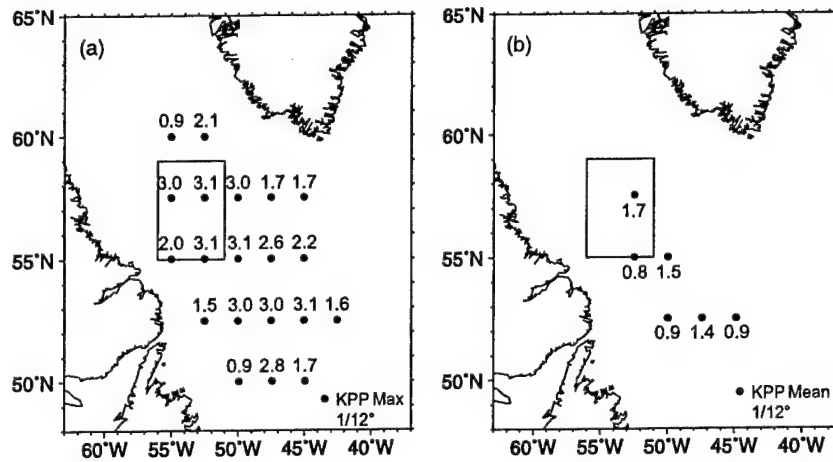 (a)
65°N
60°N
55°N
50°N
0.9 2.1
3.0 3.1 3.0 1.7 1.7
2.0 3.1 3.1 2.6 2.2
1.5 3.0 3.0 3.1 1.6
0.9 2.8 1.7
KPP Max
1/12°
60°W 55°W 50°W 45°W 40°W
(b)
65°N
60°N
55°N
50°N
1.7
0.8 1.5
0.9 1.4 0.9
KPP Mean
1/12°
60°W 55°W 50°W 45°W 40°W